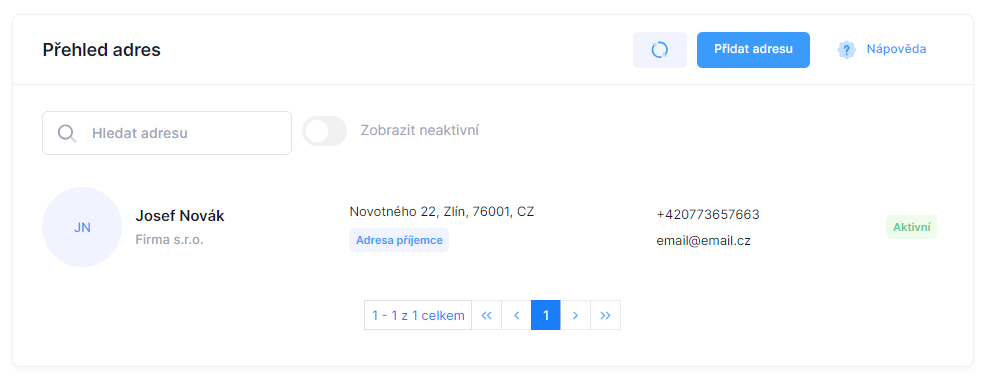 Přehled adres
Přidat adresu
? Nápověda
Hledat adresu
Zobrazit neaktivní
JN
Josef Novák
Firma s.r.o.
Novotného 22, Zlín, 76001, CZ
Adresa příjemce
+420773657663
email@email.cz
Aktivní
1 - 1 z 1 celkem « ‹ 1 › »